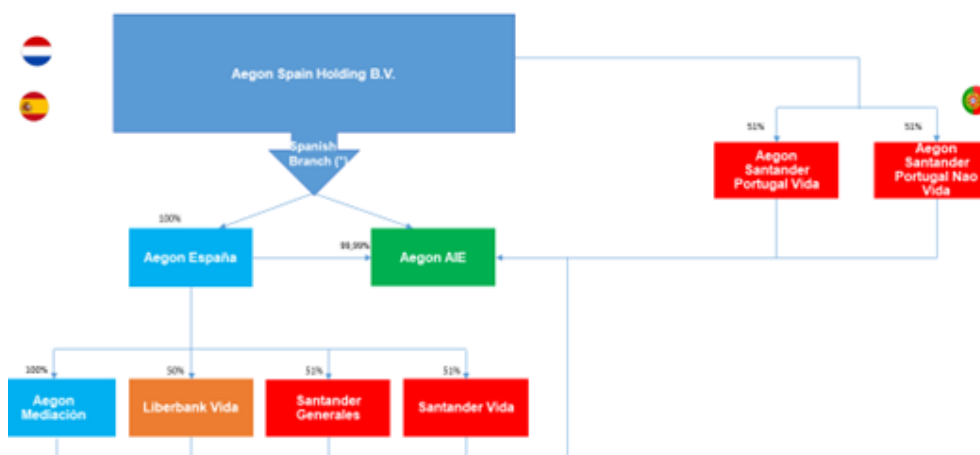 Aegon Spain Holding B.V.
Spanish
Branch (*)
51%
51%
Aegon
Santander
Portugal Vida
Aegon
Santander
Portugal Nao
Vida
100%
Aegon España
99,99%
Aegon AIE
100%
50%
51%
51%
Aegon
Mediación
Liberbank Vida
Santander
Generales
Santander Vida